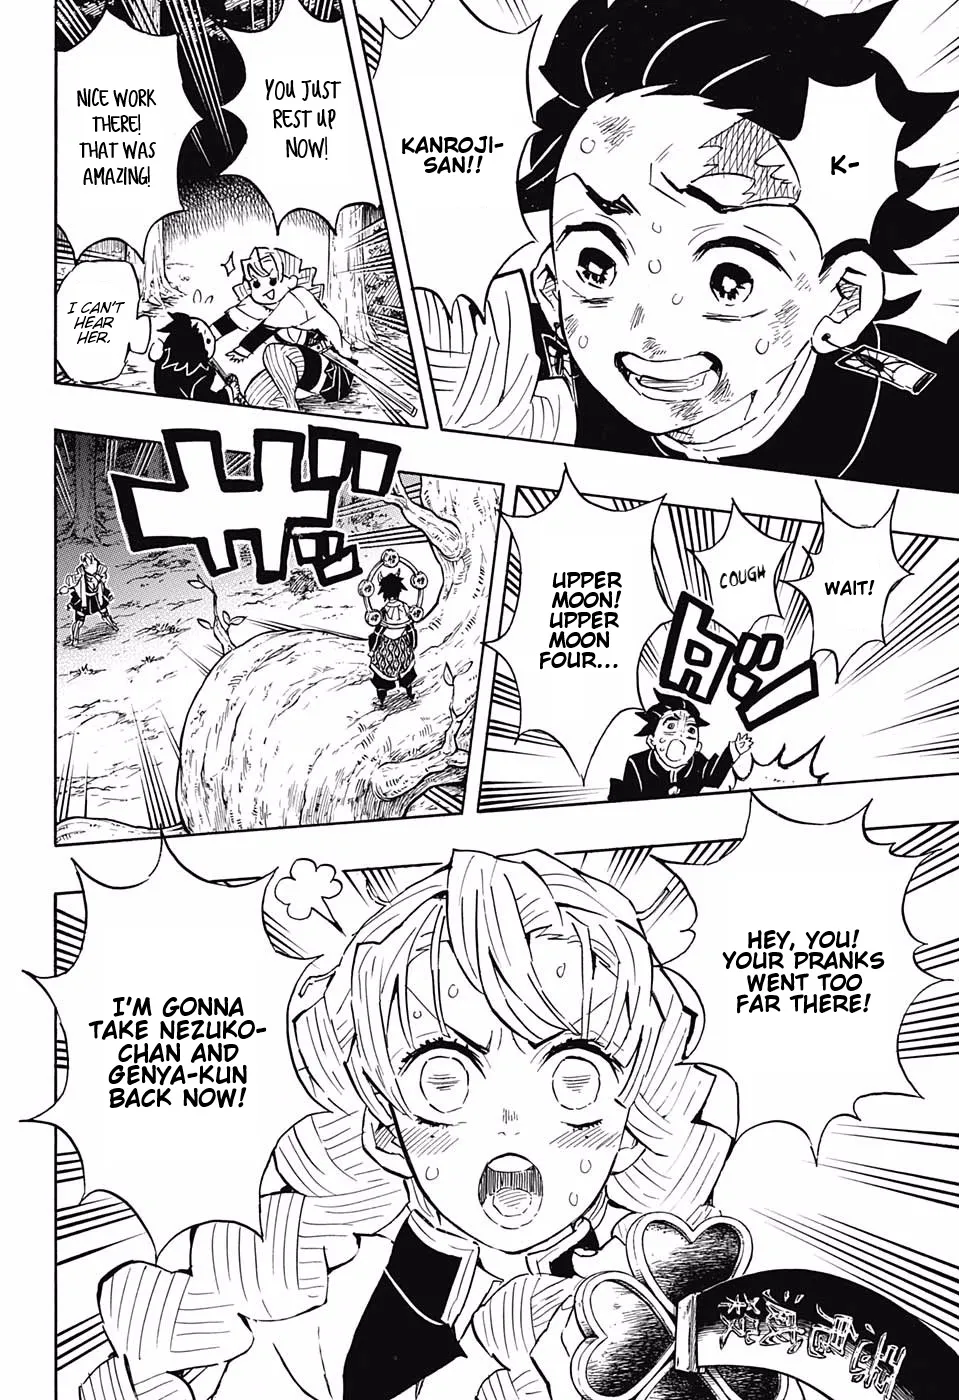 K-
KANROJI-
SAN!!
YOU JUST
REST UP
NOW!
NICE WORK
THERE!
THAT WAS
AMAZING!
I CAN'T
HEAR
HER.
WAIT!
COUGH
UPPER
MOON!
UPPER
MOON
FOUR...
ザッ
HEY, YOU!
YOUR PRANKS
WENT TOO
FAR THERE!
I'M GONNA
TAKE NEZUKO-
CHAN AND
GENYA-KUN
BACK NOW!